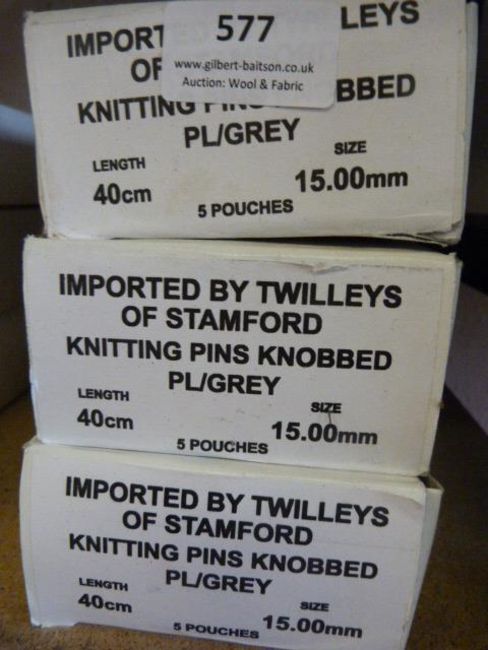 577
www.gilbert-baitson.co.uk
Auction: Wool & Fabric
IMPORT LEYS
OF
KNITTING PINS BBED
PL/GREY
LENGTH SIZE
40cm 15.00mm
5 POUCHES
IMPORTED BY TWILLEYS
OF STAMFORD
KNITTING PINS KNOBBED
PL/GREY
LENGTH SIZE
40cm 15.00mm
5 POUCHES
IMPORTED BY TWILLEYS
OF STAMFORD
KNITTING PINS KNOBBED
PL/GREY
LENGTH SIZE
40cm 15.00mm
5 POUCHES